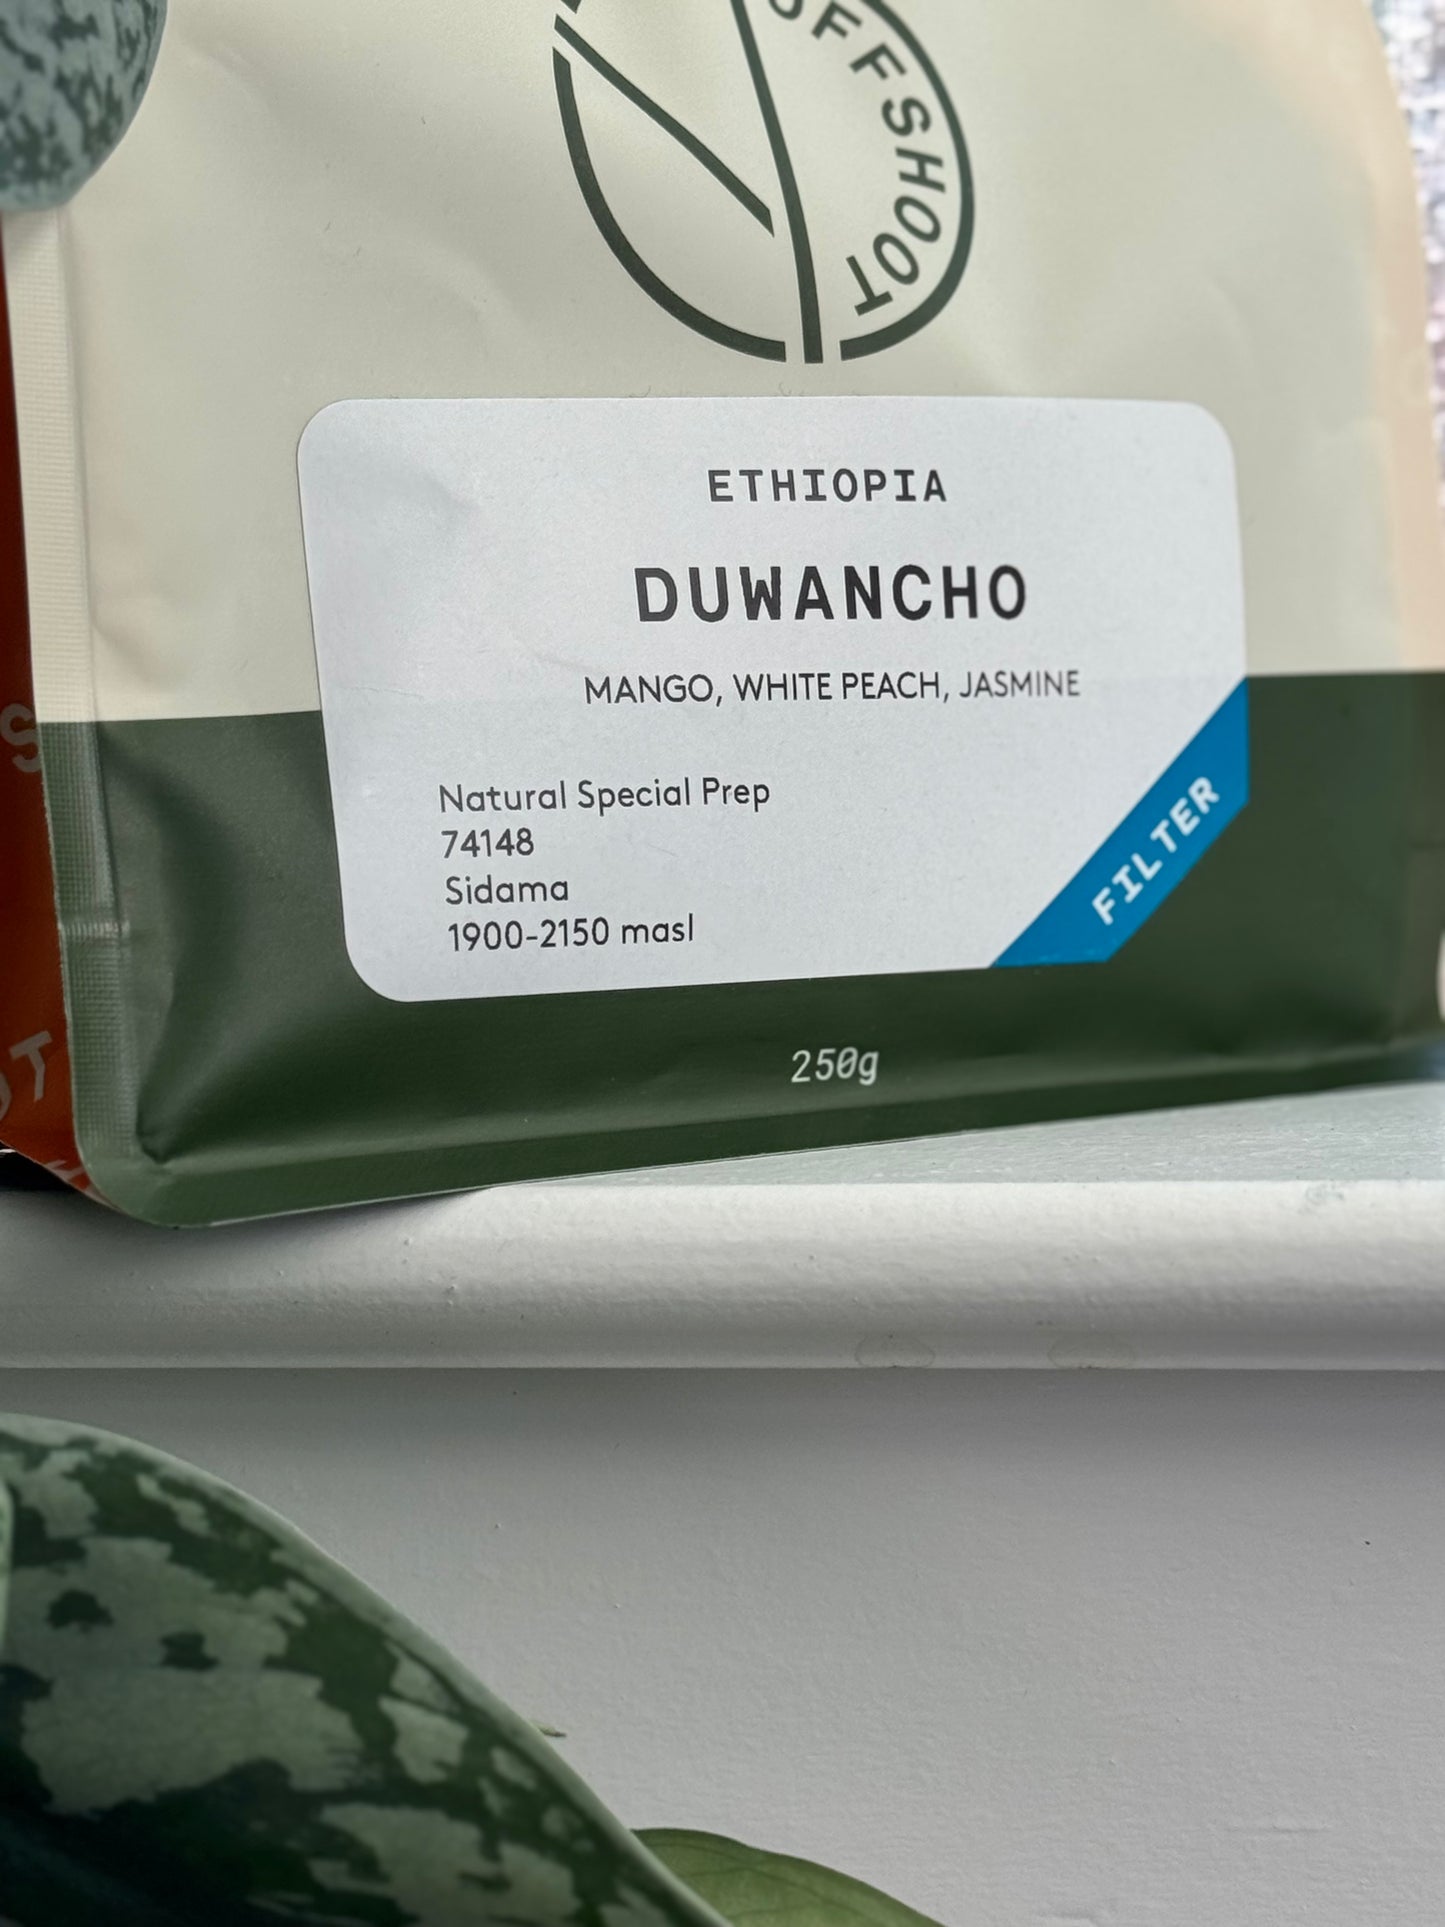 OFFSHOOT
ETHIOPIA
DUWANCHO
MANGO, WHITE PEACH, JASMINE
Natural Special Prep
74148
Sidama
1900-2150 masl
FILTER
250g